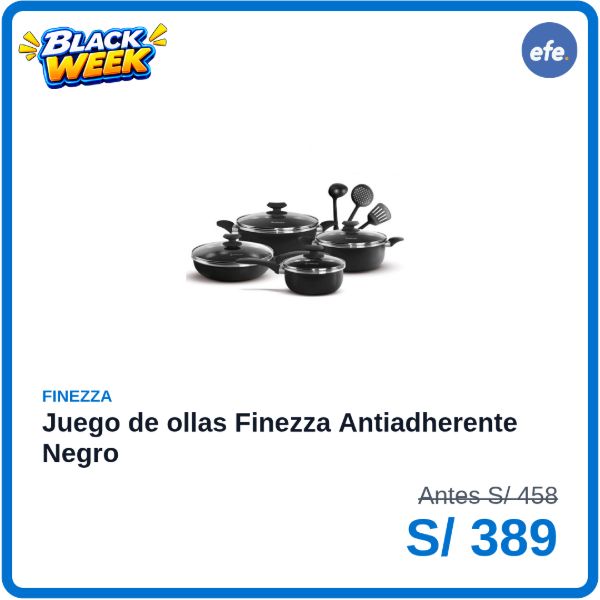 BLACK
WEEK
efe.
FINEZZA
Juego de ollas Finezza Antiadherente
Negro
Antes S/ 458
S/ 389